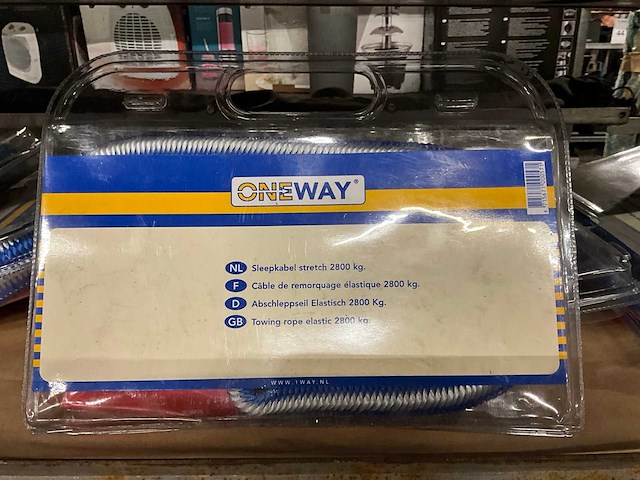 ONEWAY®
NL Sleepkabel stretch 2800 kg.
F Câble de remorquage élastique 2800 kg.
D Abschleppseil Elastisch 2800 Kg.
GB Towing rope elastic 2800 kg.
WWW.1WAY.NL